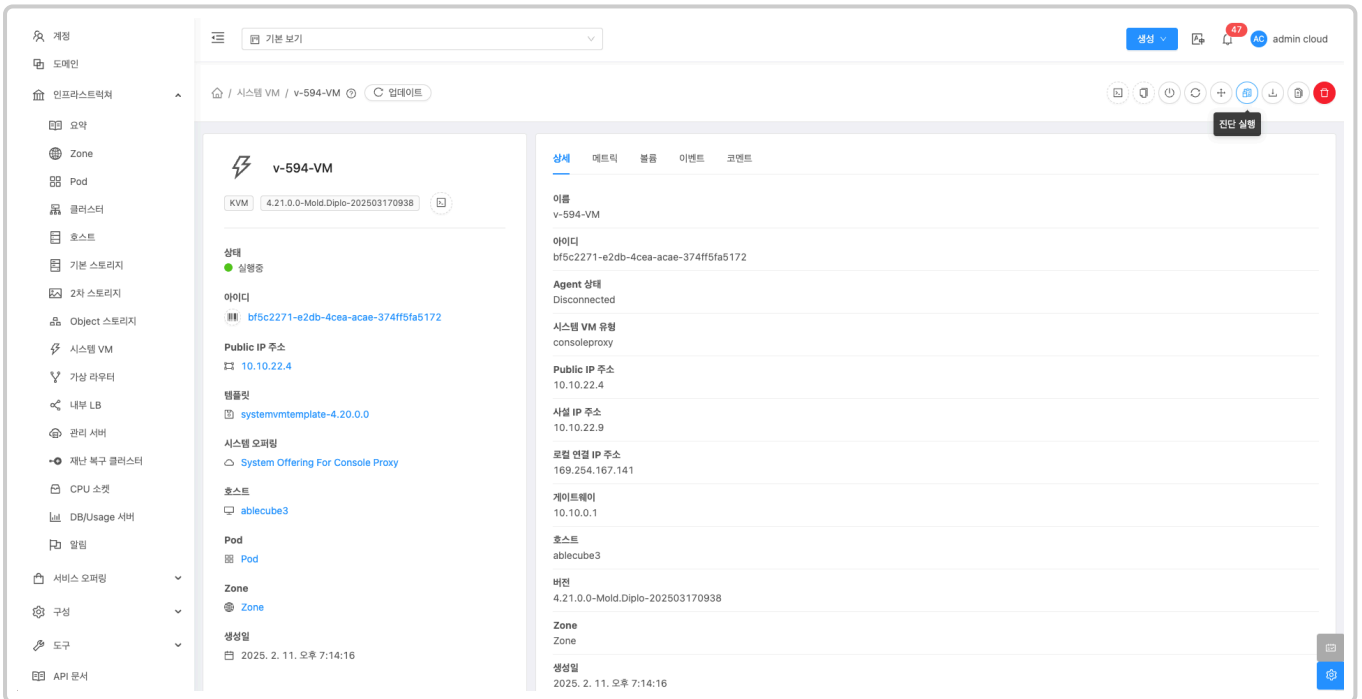 계정
도메인
인프라스트럭쳐
요약
Zone
Pod
클러스터
호스트
기본 스토리지
2차 스토리지
Object 스토리지
시스템 VM
가상 라우터
내부 LB
관리 서버
재난 복구 클러스터
CPU 소켓
DB/Usage 서버
알림
서비스 오퍼링
구성
도구
API 문서
기본 보기
생성
47
AC
admin cloud
/ 시스템 VM / v-594-VM
업데이트
진단 실행
v-594-VM
KVM
4.21.0.0-Mold.Diplo-202503170938
상태
실행중
아이디
bf5c2271-e2db-4cea-acae-374ff5fa5172
Public IP 주소
10.10.22.4
템플릿
systemvmtemplate-4.20.0.0
시스템 오퍼링
System Offering For Console Proxy
호스트
ablecube3
Pod
Pod
Zone
Zone
생성일
2025. 2. 11. 오후 7:14:16
상세 메트릭 볼륨 이벤트 코멘트
이름
v-594-VM
아이디
bf5c2271-e2db-4cea-acae-374ff5fa5172
Agent 상태
Disconnected
시스템 VM 유형
consoleproxy
Public IP 주소
10.10.22.4
사설 IP 주소
10.10.22.9
로컬 연결 IP 주소
169.254.167.141
게이트웨이
10.10.0.1
호스트
ablecube3
버전
4.21.0.0-Mold.Diplo-202503170938
Zone
Zone
생성일
2025. 2. 11. 오후 7:14:16